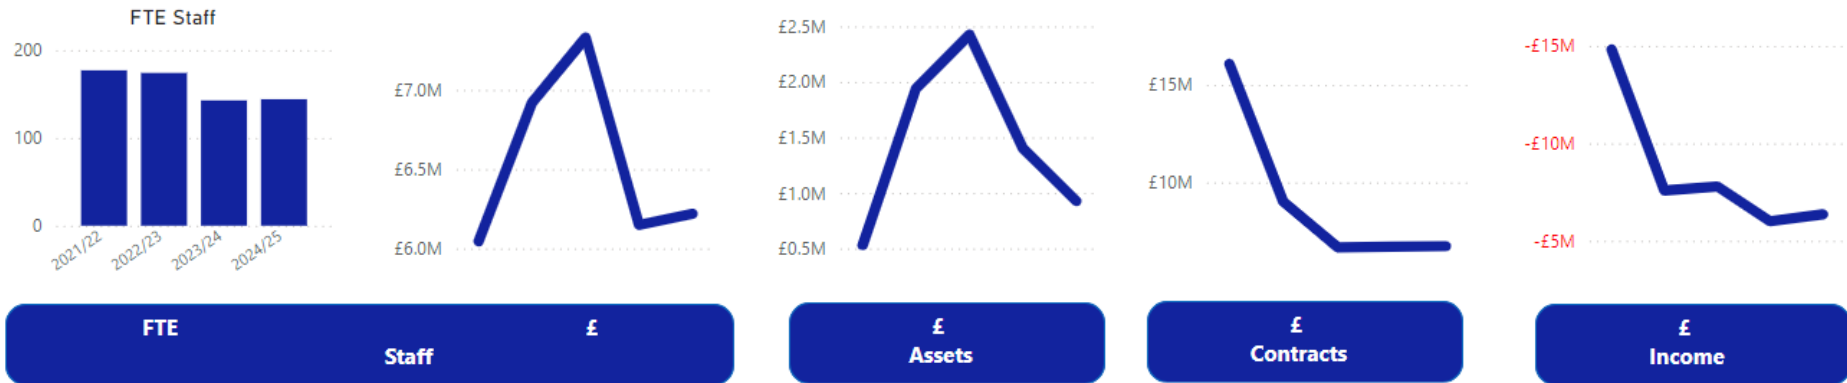 FTE Staff
200
100
0
2021/22
2022/23
2023/24
2024/25
£7.0M
£6.5M
£6.0M
£2.5M
£2.0M
£1.5M
£1.0M
£0.5M
£15M
£10M
-£15M
-£10M
-£5M
FTE £
Staff
£
Assets
£
Contracts
£
Income